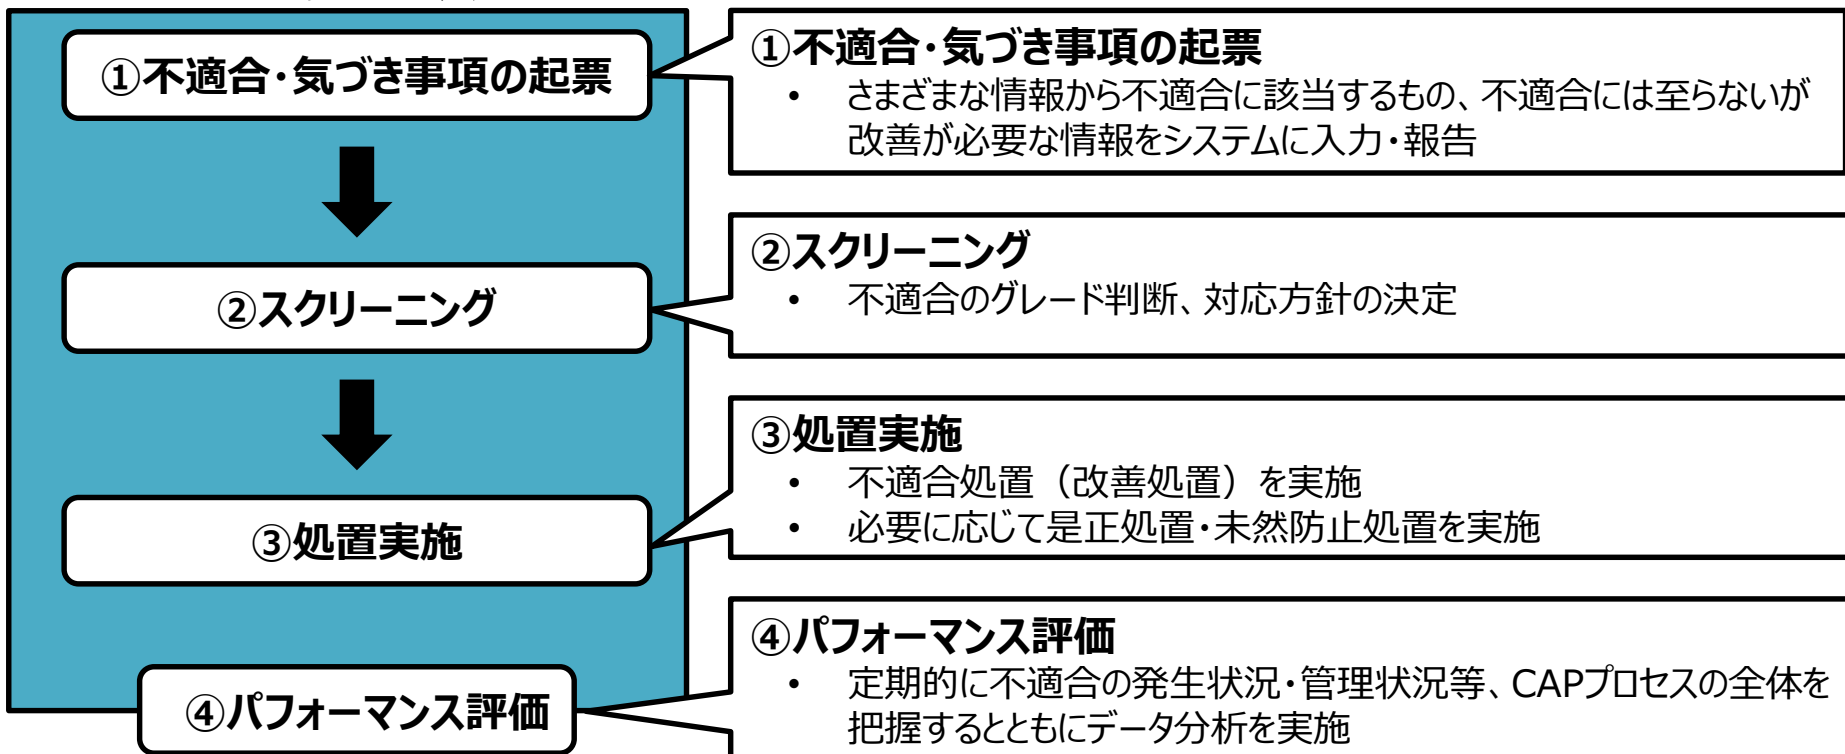 ①不適合・気づき事項の起票
②スクリーニング
③処置実施
④パフォーマンス評価
①不適合・気づき事項の起票
• さまざまな情報から不適合に該当するもの、不適合には至らないが
改善が必要な情報をシステムに入力・報告
②スクリーニング
• 不適合のグレード判断、対応方針の決定
③処置実施
• 不適合処置（改善処置）を実施
• 必要に応じて是正処置・未然防止処置を実施
④パフォーマンス評価
• 定期的に不適合の発生状況・管理状況等、CAPプロセスの全体を
把握するとともにデータ分析を実施